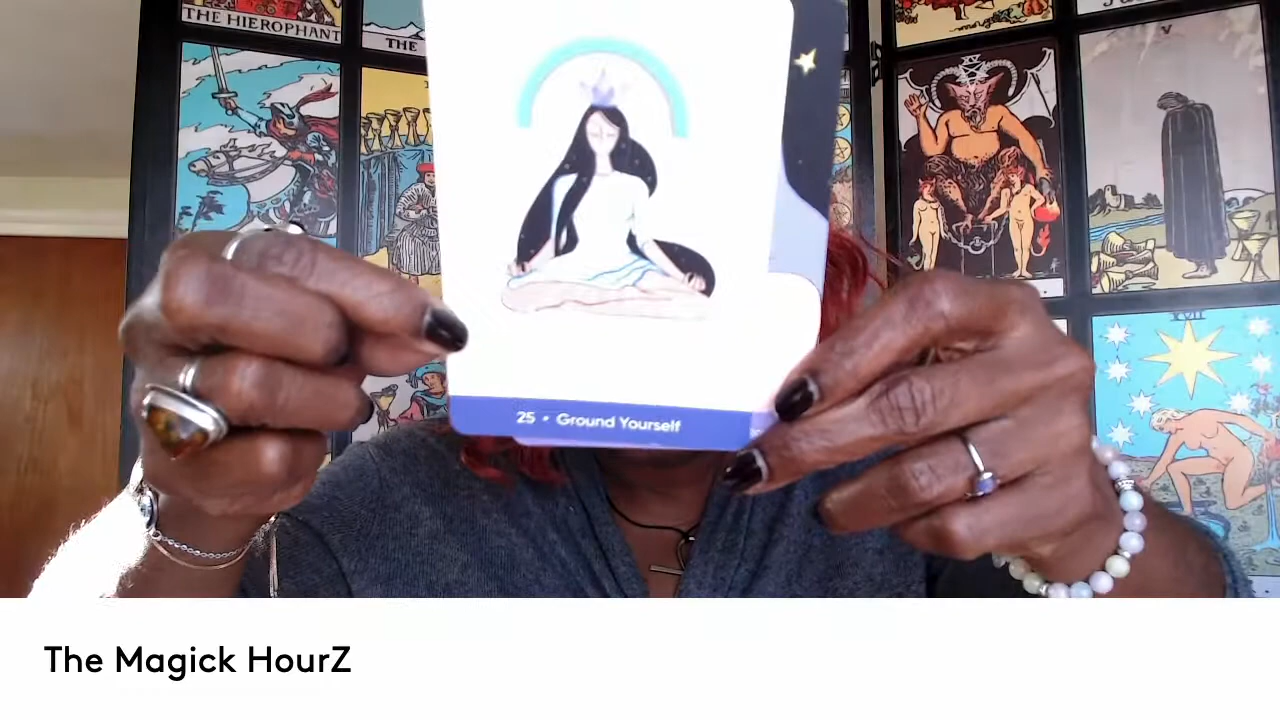 THE HIEROPHANT
THE
V
XVII
25 • Ground Yourself
The Magick HourZ